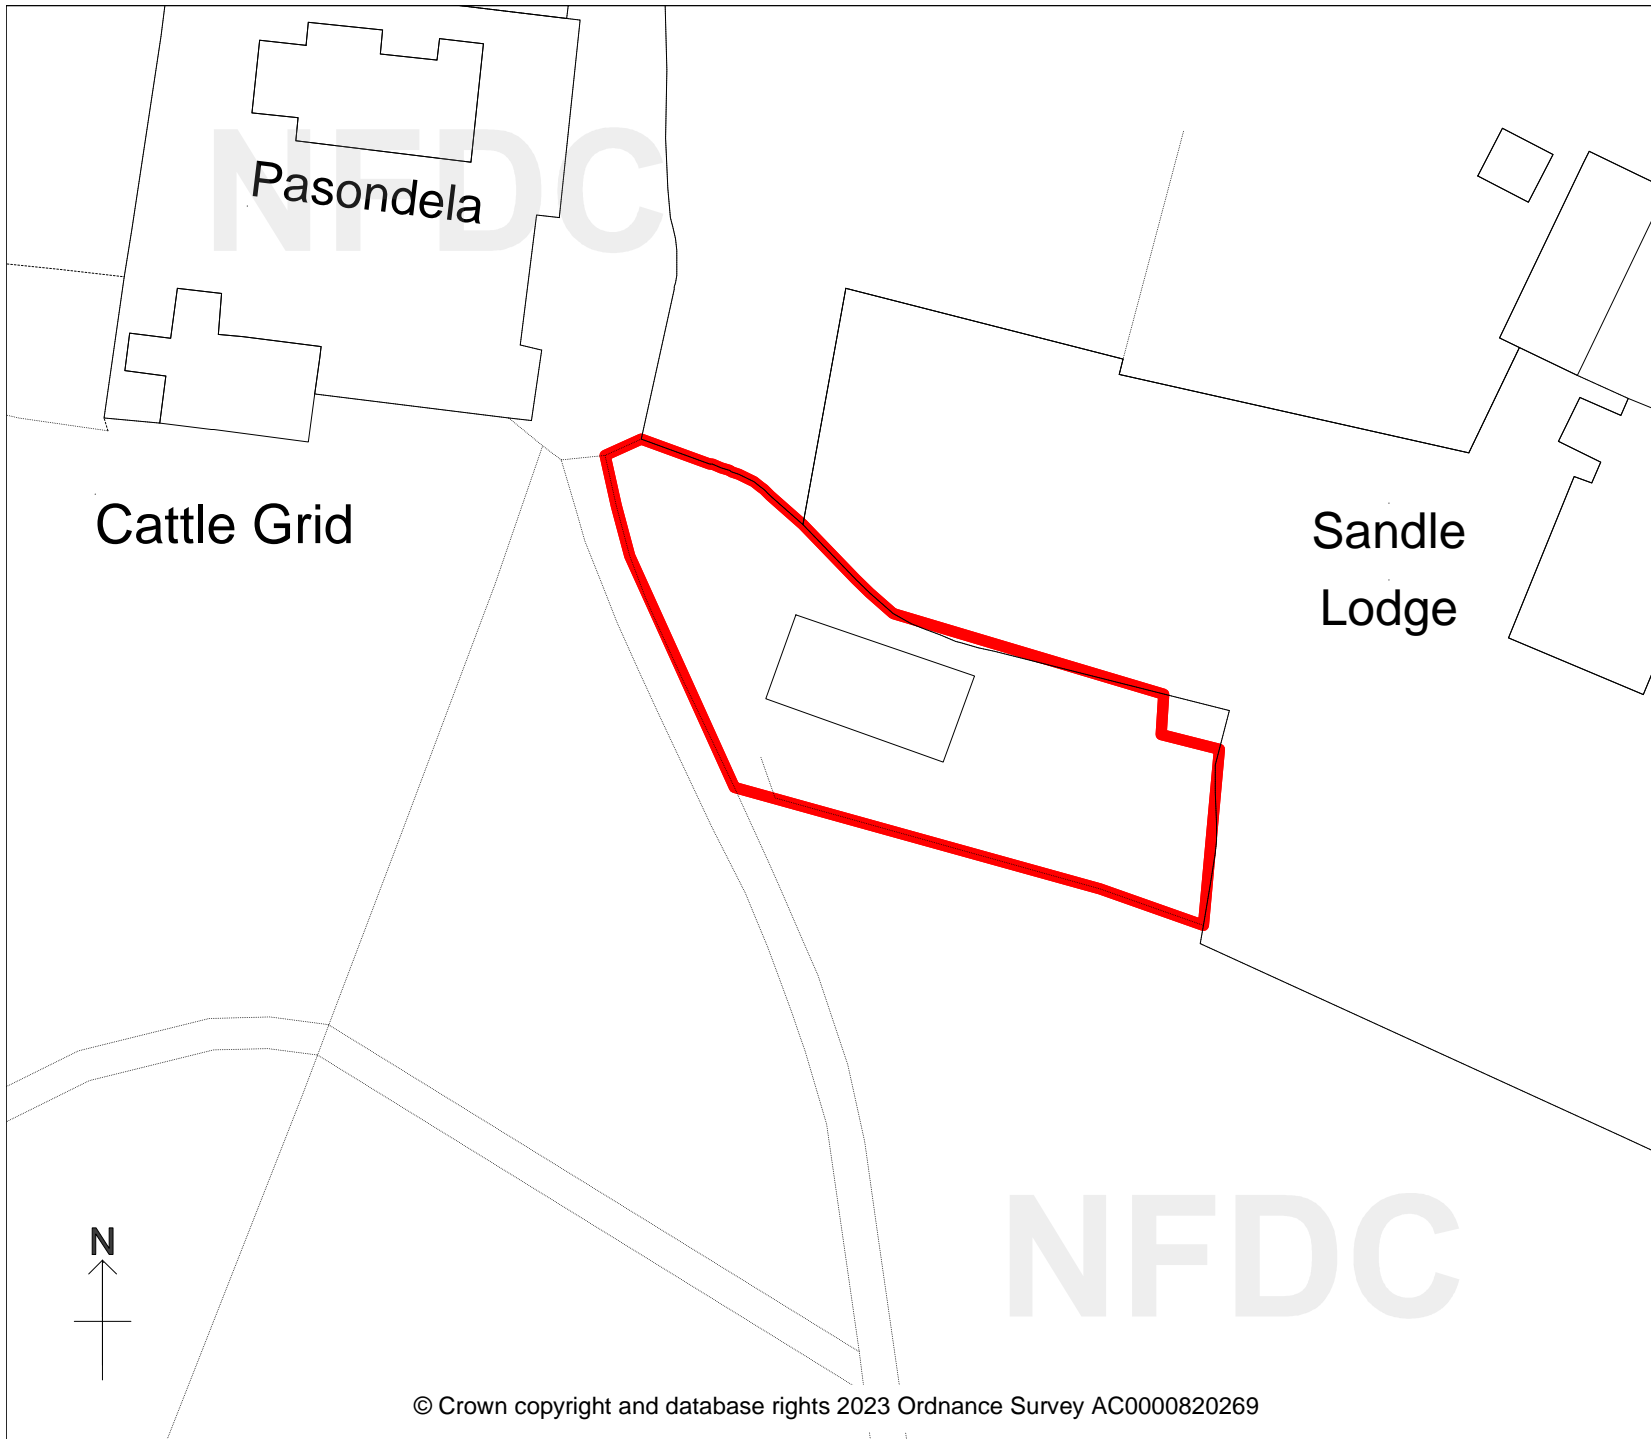 NFDC
Pasondela
Cattle Grid
Sandle
Lodge
N
NFDC
© Crown copyright and database rights 2023 Ordnance Survey AC0000820269